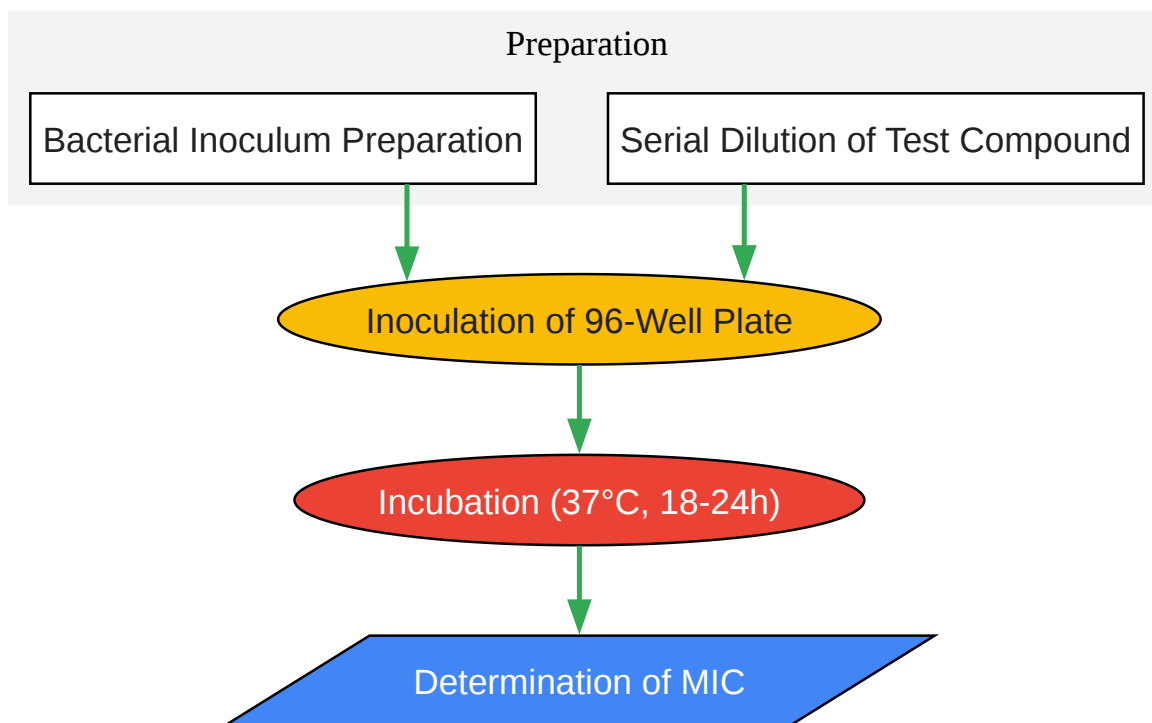 Preparation
Bacterial Inoculum Preparation
Serial Dilution of Test Compound
Inoculation of 96-Well Plate
Incubation (37°C, 18-24h)
Determination of MIC